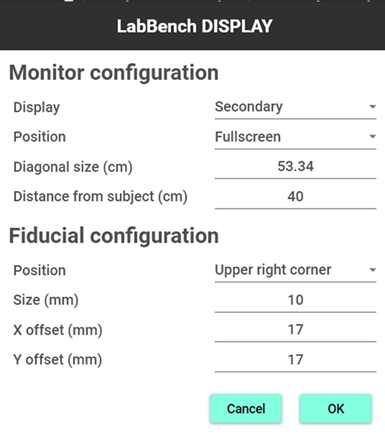 LabBench DISPLAY
Monitor configuration
Display Secondary
Position Fullscreen
Diagonal size (cm) 53.34
Distance from subject (cm) 40
Fiducial configuration
Position Upper right corner
Size (mm) 10
X offset (mm) 17
Y offset (mm) 17
Cancel OK